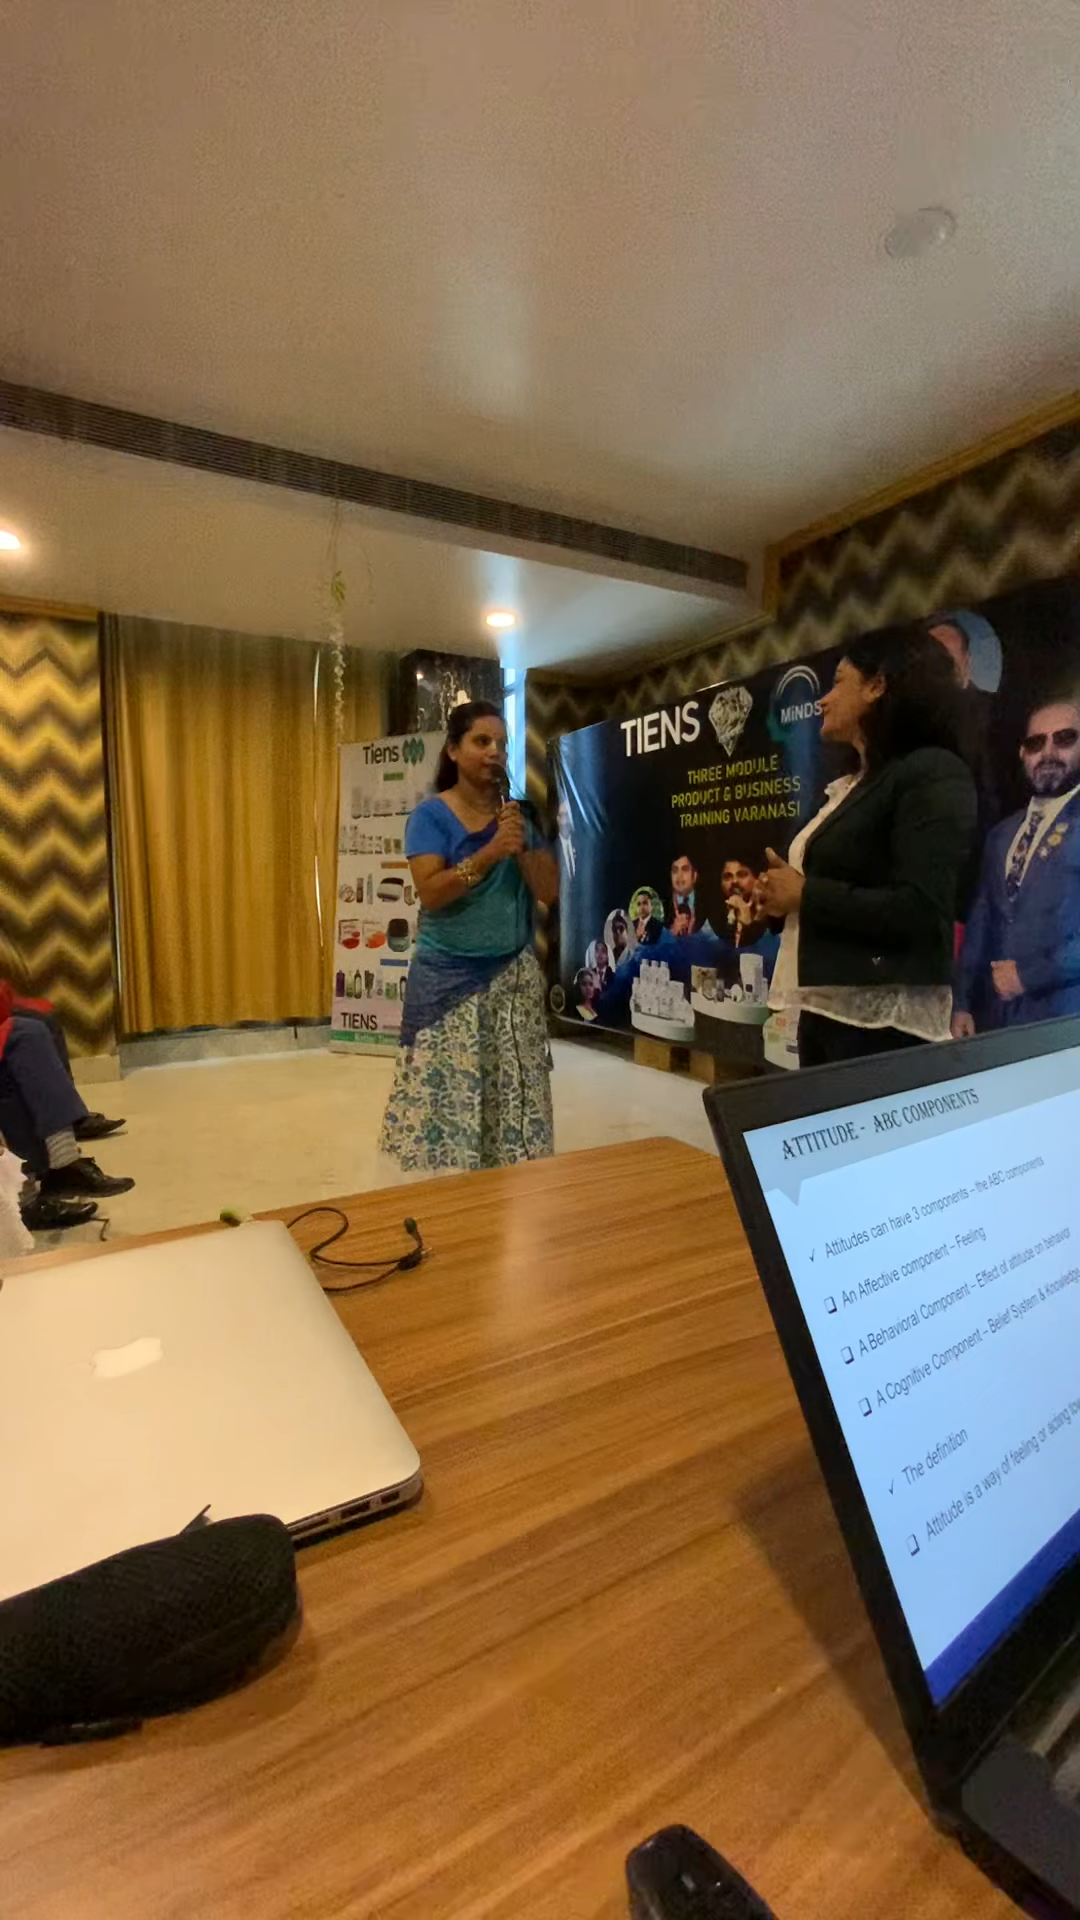 Tiens
TIENS
TIENS
MiNDS
THREE MODULE
PRODUCT & BUSINESS
TRAINING VARANASI
ATTITUDE - ABC COMPONENTS
✓ Attitudes can have 3 components – the ABC components
❑ An Affective component – Feeling
❑ A Behavioral Component – Effect of attitude on behavior
❑ A Cognitive Component – Belief System & Knowledge
✓ The definition
❑ Attitude is a way of feeling or acting